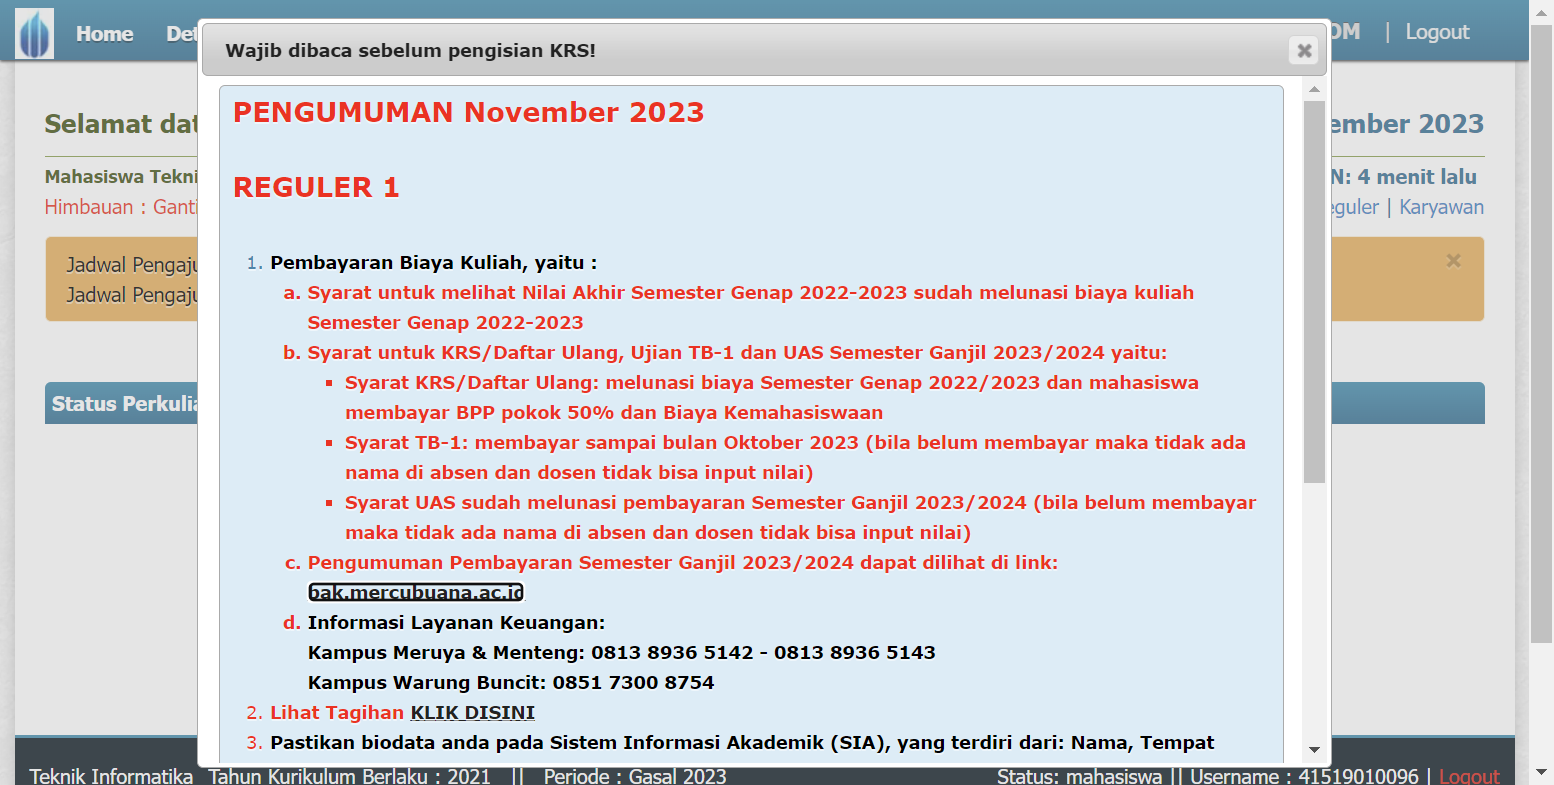 Home
OM | Logout
Wajib dibaca sebelum pengisian KRS!
Selamat dat
ember 2023
Mahasiswa Tekni
N: 4 menit lalu
Himbauan : Ganti
eguler | Karyawan
Jadwal Pengaju
Jadwal Pengaju
Status Perkulia
PENGUMUMAN November 2023
REGULER 1
1. Pembayaran Biaya Kuliah, yaitu :
a. Syarat untuk melihat Nilai Akhir Semester Genap 2022-2023 sudah melunasi biaya kuliah
Semester Genap 2022-2023
b. Syarat untuk KRS/Daftar Ulang, Ujian TB-1 dan UAS Semester Ganjil 2023/2024 yaitu:
▪ Syarat KRS/Daftar Ulang: melunasi biaya Semester Genap 2022/2023 dan mahasiswa
membayar BPP pokok 50% dan Biaya Kemahasiswaan
▪ Syarat TB-1: membayar sampai bulan Oktober 2023 (bila belum membayar maka tidak ada
nama di absen dan dosen tidak bisa input nilai)
▪ Syarat UAS sudah melunasi pembayaran Semester Ganjil 2023/2024 (bila belum membayar
maka tidak ada nama di absen dan dosen tidak bisa input nilai)
c. Pengumuman Pembayaran Semester Ganjil 2023/2024 dapat dilihat di link:
bak.mercubuana.ac.id
d. Informasi Layanan Keuangan:
Kampus Meruya & Menteng: 0813 8936 5142 - 0813 8936 5143
Kampus Warung Buncit: 0851 7300 8754
2. Lihat Tagihan KLIK DISINI
3. Pastikan biodata anda pada Sistem Informasi Akademik (SIA), yang terdiri dari: Nama, Tempat
Teknik Informatika Tahun Kurikulum Berlaku : 2021 || Periode : Gasal 2023
Status: mahasiswa || Username : 41519010096 | Logout